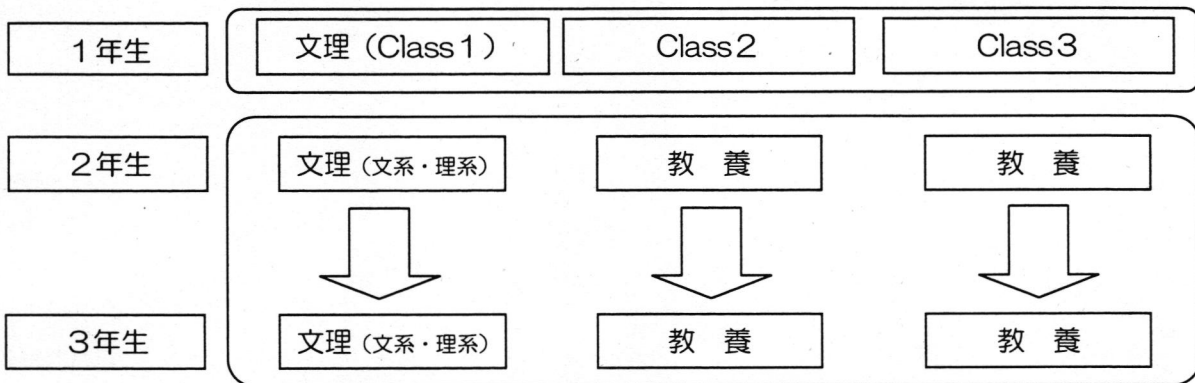 1年生 文理（Class1） Class2 Class3
2年生 文理（文系・理系） 教 養 教 養
3年生 文理（文系・理系） 教 養 教 養